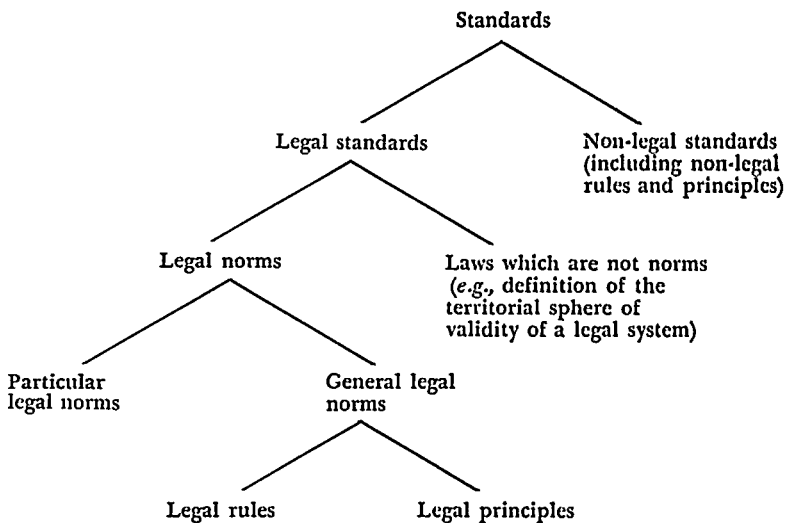 Standards
Legal standards
Non-legal standards
(including non-legal
rules and principles)
Legal norms
Laws which are not norms
(e.g., definition of the
territorial sphere of
validity of a legal system)
Particular
legal norms
General legal
norms
Legal rules
Legal principles